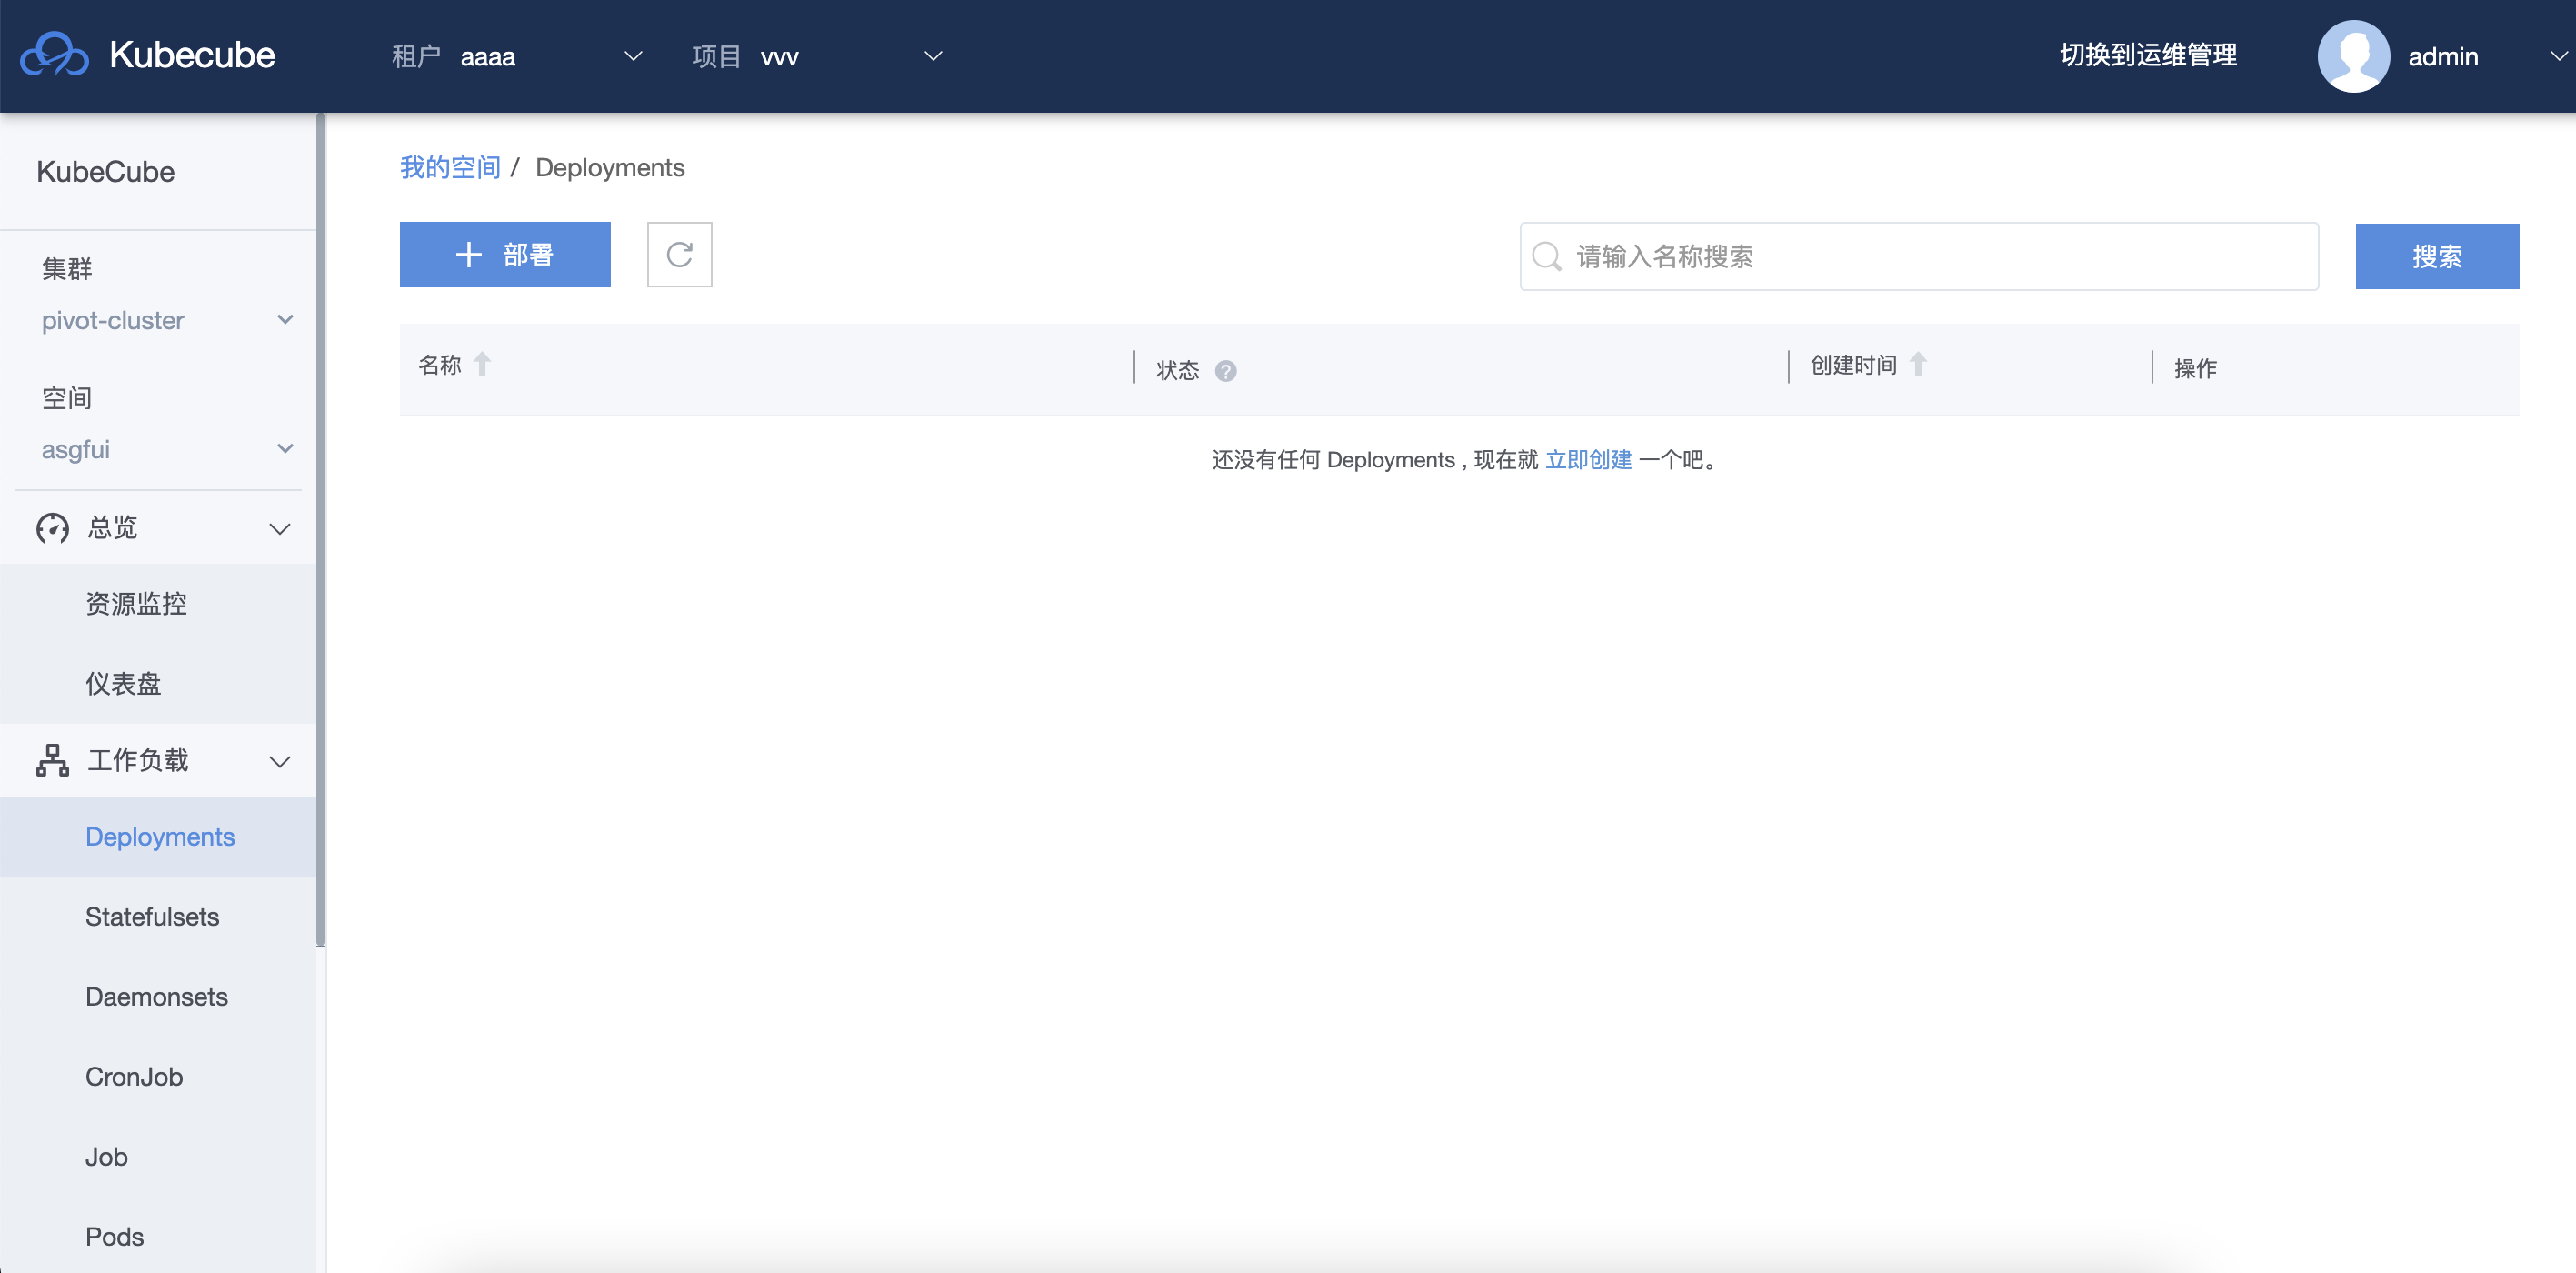 Kubecube 租户 aaaa 项目 vvv 切换到运维管理 admin
KubeCube
集群
pivot-cluster
空间
asgfui
总览
资源监控
仪表盘
工作负载
Deployments
Statefulsets
Daemonsets
CronJob
Job
Pods
我的空间 / Deployments
部署 请输入名称搜索 搜索
名称 状态 ? 创建时间 操作
还没有任何 Deployments , 现在就 立即创建 一个吧。